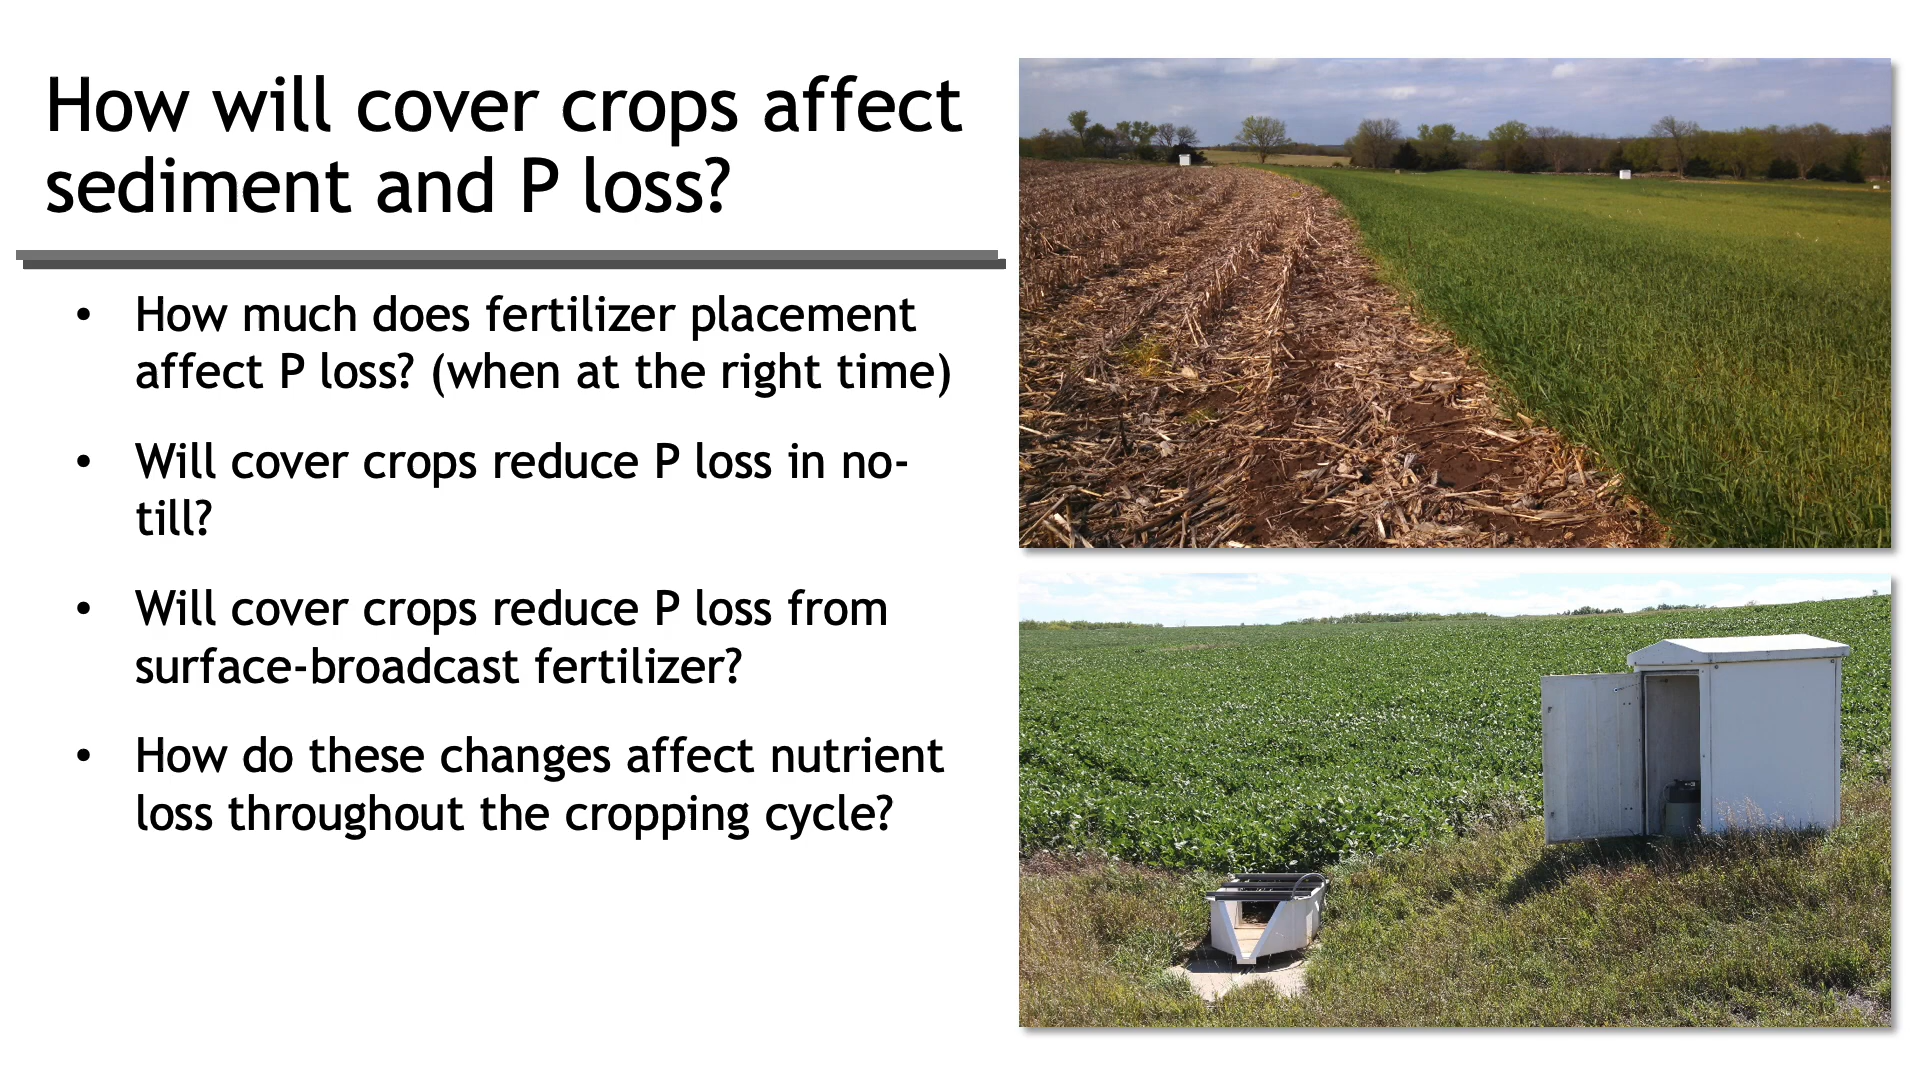 How will cover crops affect
sediment and P loss?
• How much does fertilizer placement
affect P loss? (when at the right time)
• Will cover crops reduce P loss in no-
till?
• Will cover crops reduce P loss from
surface-broadcast fertilizer?
• How do these changes affect nutrient
loss throughout the cropping cycle?